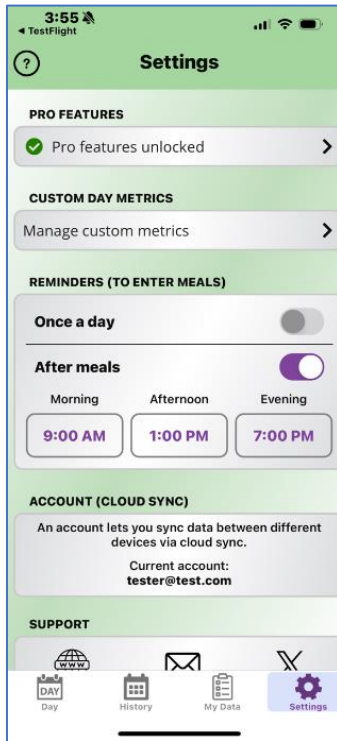 3:55
◀ TestFlight
?
Settings
PRO FEATURES
Pro features unlocked
CUSTOM DAY METRICS
Manage custom metrics
REMINDERS (TO ENTER MEALS)
Once a day
After meals
Morning Afternoon Evening
9:00 AM 1:00 PM 7:00 PM
ACCOUNT (CLOUD SYNC)
An account lets you sync data between different
devices via cloud sync.
Current account:
tester@test.com
SUPPORT
WWW X
DAY
Day History My Data Settings